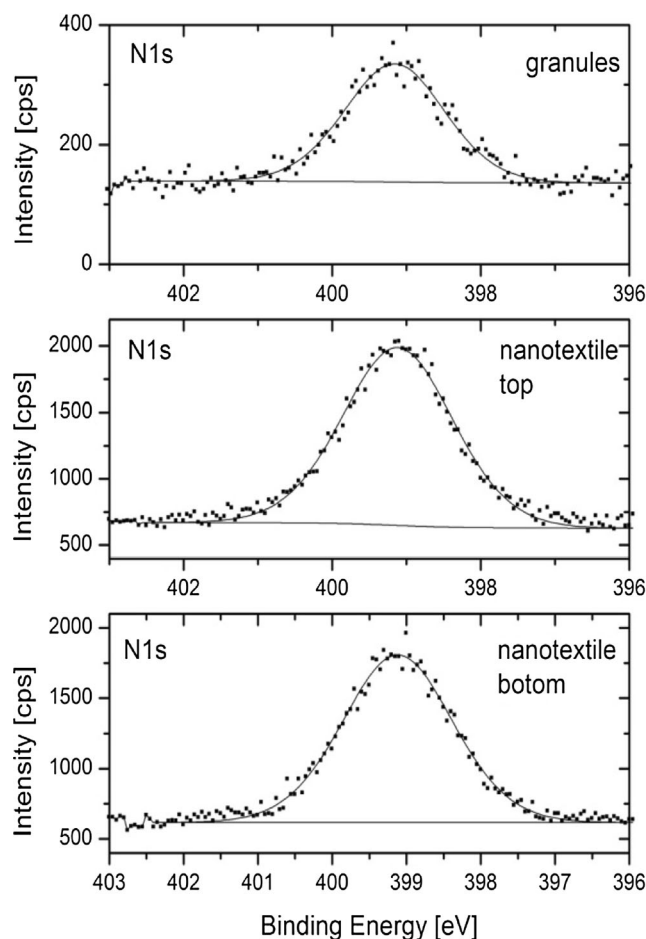 N1s
granules
Intensity [cps]
400
200
0
402
400
398
396
N1s
nanotextile
top
Intensity [cps]
2000
1500
1000
500
402
400
398
396
N1s
nanotextile
botom
Intensity [cps]
2000
1500
1000
500
403
402
401
400
399
398
397
396
Binding Energy [eV]